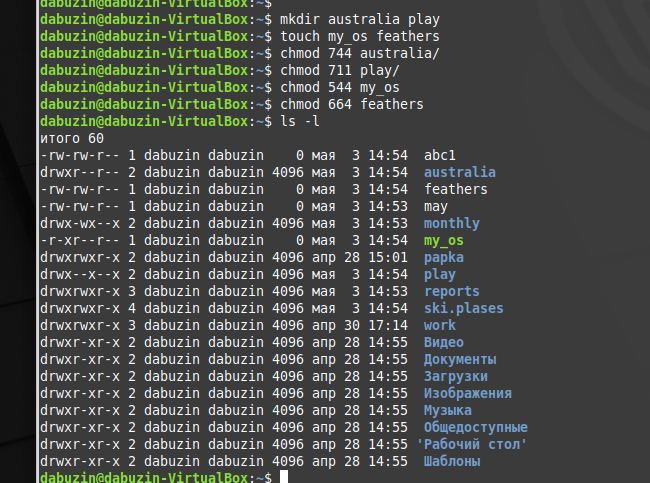 dabuzin@dabuzin-VirtualBox:~$
dabuzin@dabuzin-VirtualBox:~$ mkdir australia play
dabuzin@dabuzin-VirtualBox:~$ touch my_os feathers
dabuzin@dabuzin-VirtualBox:~$ chmod 744 australia/
dabuzin@dabuzin-VirtualBox:~$ chmod 711 play/
dabuzin@dabuzin-VirtualBox:~$ chmod 544 my_os
dabuzin@dabuzin-VirtualBox:~$ chmod 664 feathers
dabuzin@dabuzin-VirtualBox:~$ ls -l
итого 60
-rw-rw-r-- 1 dabuzin dabuzin    0 мая  3 14:54  abc1
drwxr--r-- 2 dabuzin dabuzin 4096 мая  3 14:54  australia
-rw-rw-r-- 1 dabuzin dabuzin    0 мая  3 14:54  feathers
-rw-rw-r-- 1 dabuzin dabuzin    0 мая  3 14:53  may
drwx-wx--x 2 dabuzin dabuzin 4096 мая  3 14:53  monthly
-r-xr--r-- 1 dabuzin dabuzin    0 мая  3 14:54  my_os
drwxrwxr-x 2 dabuzin dabuzin 4096 апр 28 15:01  papka
drwx--x--x 2 dabuzin dabuzin 4096 мая  3 14:54  play
drwxrwxr-x 3 dabuzin dabuzin 4096 мая  3 14:53  reports
drwxrwxr-x 4 dabuzin dabuzin 4096 мая  3 14:54  ski.plases
drwxrwxr-x 3 dabuzin dabuzin 4096 апр 30 17:14  work
drwxr-xr-x 2 dabuzin dabuzin 4096 апр 28 14:55  Видео
drwxr-xr-x 2 dabuzin dabuzin 4096 апр 28 14:55  Документы
drwxr-xr-x 2 dabuzin dabuzin 4096 апр 28 14:55  Загрузки
drwxr-xr-x 2 dabuzin dabuzin 4096 апр 28 14:55  Изображения
drwxr-xr-x 2 dabuzin dabuzin 4096 апр 28 14:55  Музыка
drwxr-xr-x 2 dabuzin dabuzin 4096 апр 28 14:55  Общедоступные
drwxr-xr-x 2 dabuzin dabuzin 4096 апр 28 14:55 'Рабочий стол'
drwxr-xr-x 2 dabuzin dabuzin 4096 апр 28 14:55  Шаблоны
dabuzin@dabuzin-VirtualBox:~$